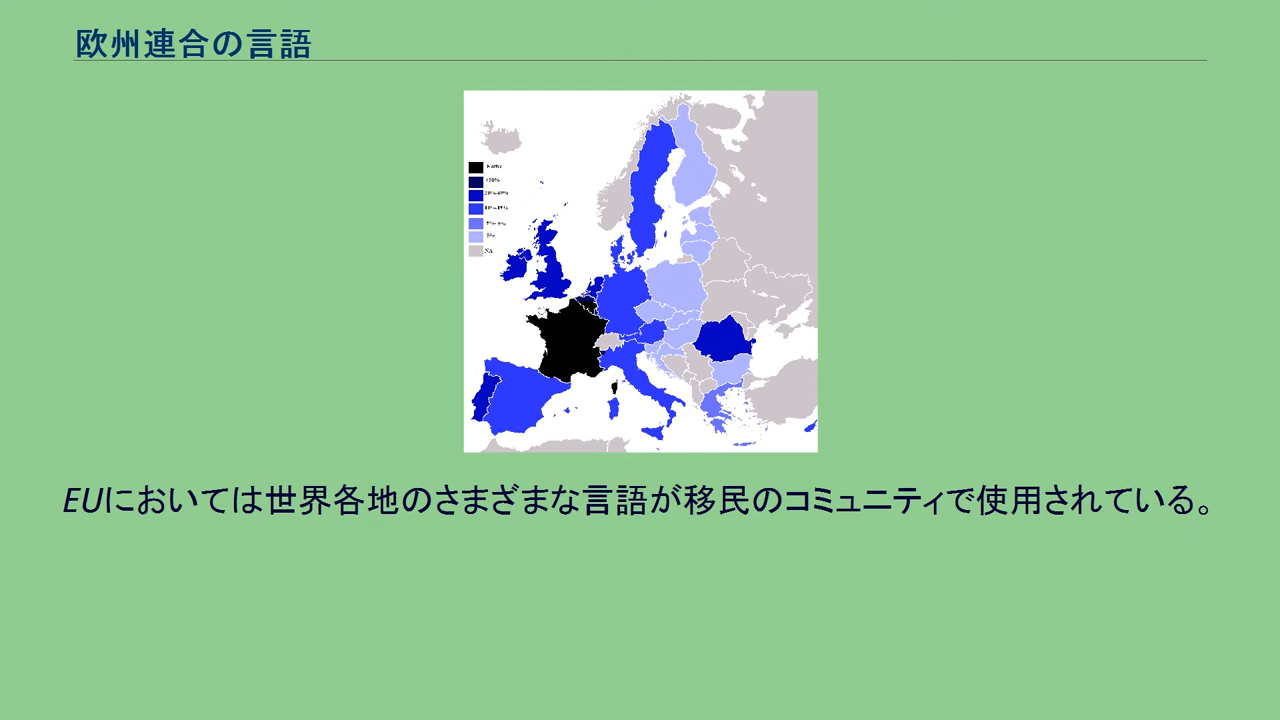 欧州連合の言語
NA
EUにおいては世界各地のさまざまな言語が移民のコミュニティで使用されている。